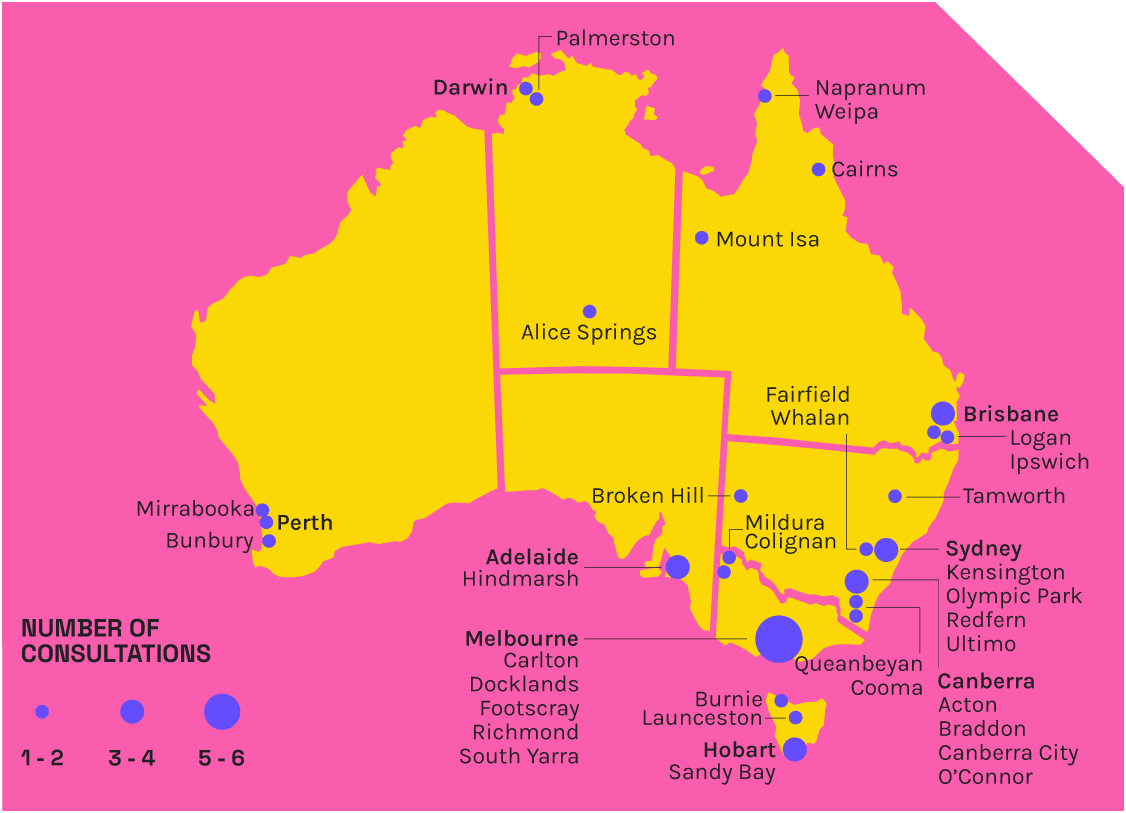 Palmerston
Darwin
Napranum
Weipa
Cairns
Mount Isa
Alice Springs
Fairfield
Whalan
Brisbane
Logan
Ipswich
Broken Hill
Tamworth
Mirrabooka
Perth
Bunbury
Mildura
Colignan
Adelaide
Hindmarsh
Sydney
Kensington
Olympic Park
Redfern
Ultimo
NUMBER OF
CONSULTATIONS
1 - 2
3 - 4
5 - 6
Melbourne
Carlton
Docklands
Footscray
Richmond
South Yarra
Queanbeyan
Cooma
Canberra
Acton
Braddon
Canberra City
O’Connor
Burnie
Launceston
Hobart
Sandy Bay